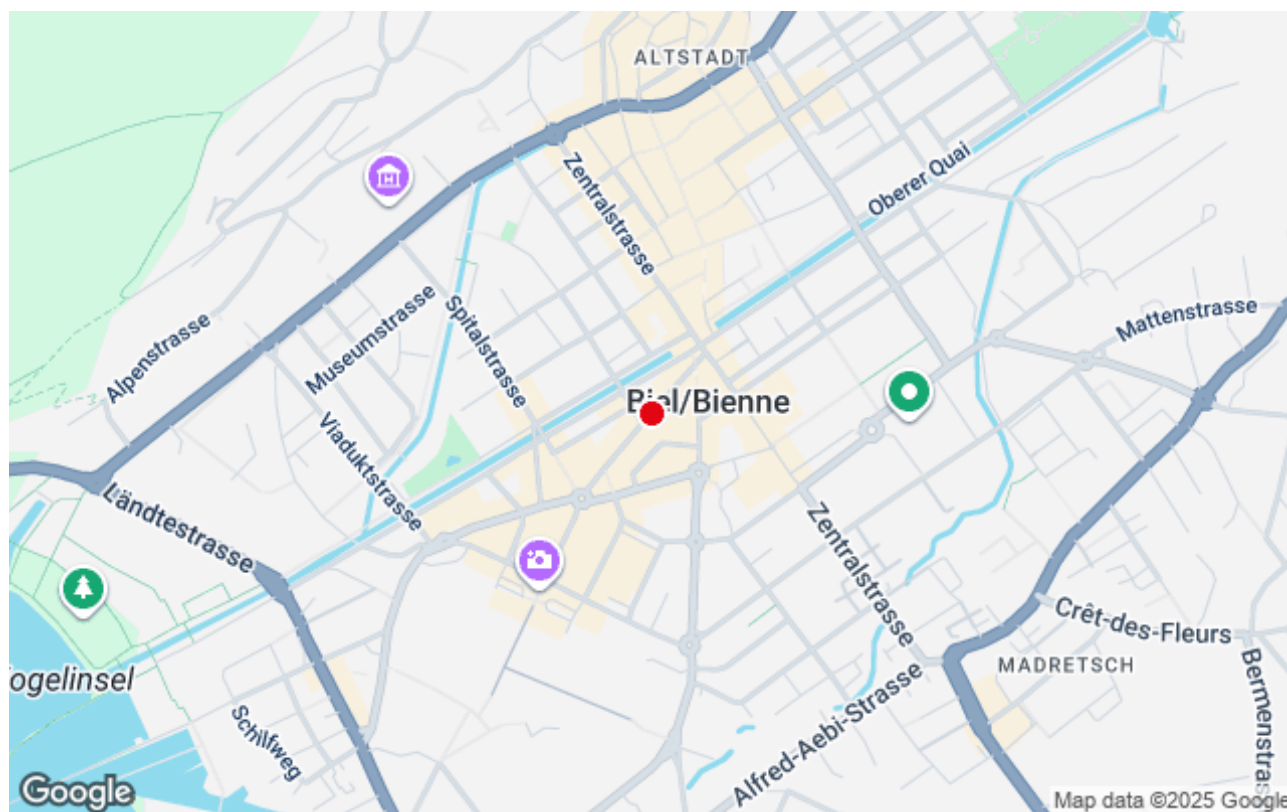 ALTSTADT
Zentralstrasse
Oberer Quai
Alpenstrasse
Museumstrasse
Spitalstrasse
Mattenstrasse
Biel/Bienne
Viaduktstrasse
Ländtestrasse
Zentralstrasse
Crêt-des-Fleurs
MADRETSCH
ogelinsel
Bermenstras
Schilfweg
Alfred-Aebi-Strasse
Google
Map data ©2025 Google